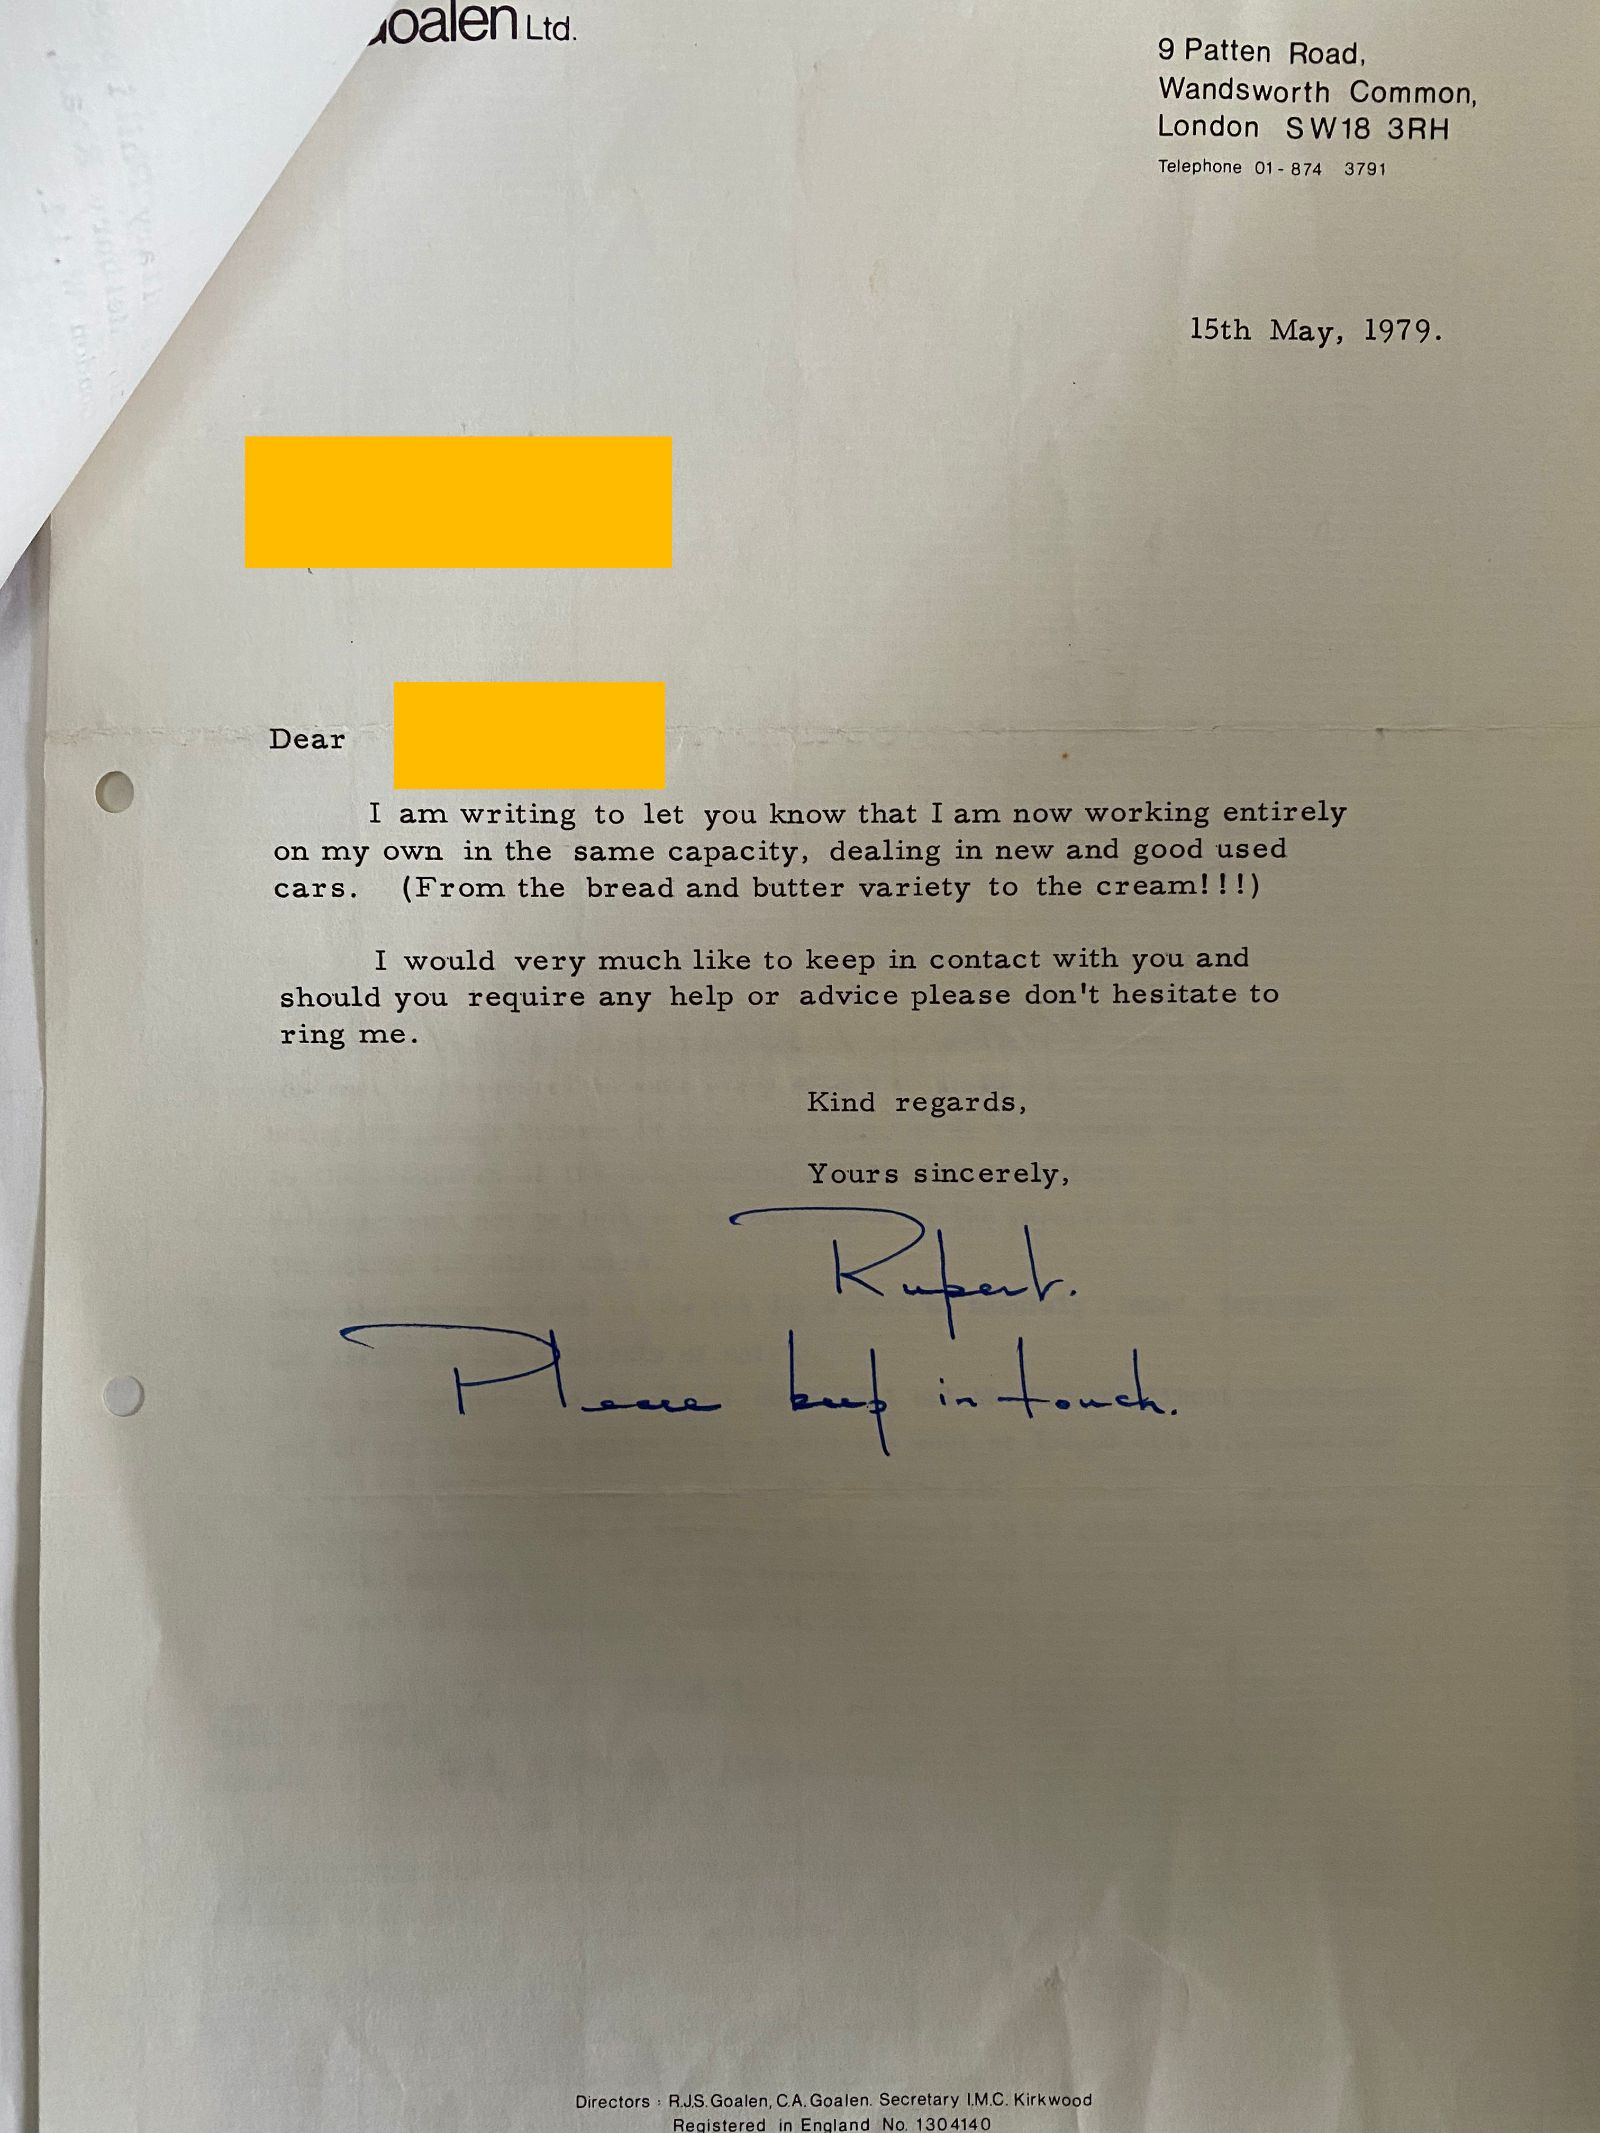 Goalen Ltd.
9 Patten Road,
Wandsworth Common,
London SW18 3RH
Telephone 01-874 3791
15th May, 1979.
Dear
I am writing to let you know that I am now working entirely
on my own in the same capacity, dealing in new and good used
cars. (From the bread and butter variety to the cream!!!)
I would very much like to keep in contact with you and
should you require any help or advice please don't hesitate to
ring me.
Kind regards,
Yours sincerely,
Rupert.
Please keep in touch.
Directors : R.J.S. Goalen, C.A. Goalen. Secretary I.M.C. Kirkwood
Registered in England No. 1304140